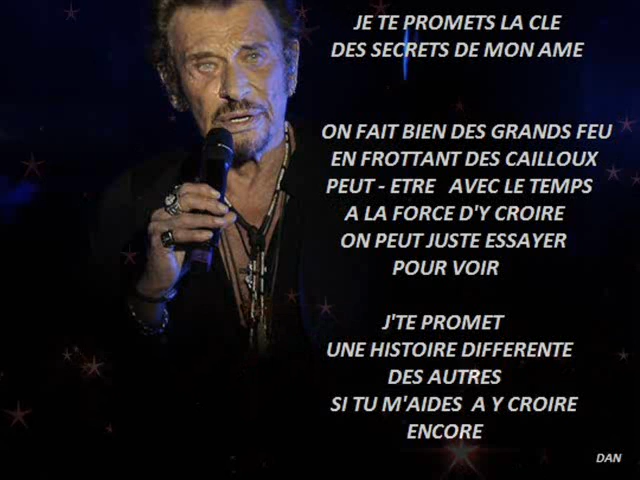 JE TE PROMETS LA CLE
DES SECRETS DE MON AME
ON FAIT BIEN DES GRANDS FEU
EN FROTTANT DES CAILLOUX
PEUT - ETRE AVEC LE TEMPS
A LA FORCE D'Y CROIRE
ON PEUT JUSTE ESSAYER
POUR VOIR
J'TE PROMET
UNE HISTOIRE DIFFERENTE
DES AUTRES
SI TU M'AIDES A Y CROIRE
ENCORE
DAN